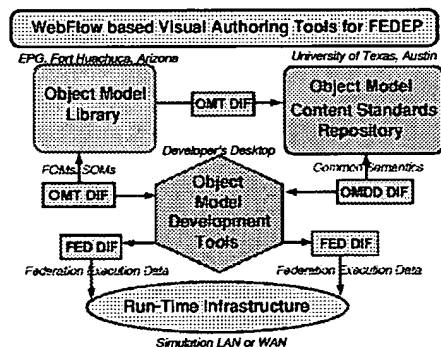 WebFlow based Visual Authoring Tools for FEDEP
EPG, Fort Huachuca, Arizona
University of Texas, Austin
Object Model
Library
OMT DIF
Object Model
Content Standards
Repository
Developer's Desktop
FOMs/SOMs
Common Semantics
OMT DIF
Object
Model
Development
Tools
OMDD DIF
FED DIF
FED DIF
Federation Execution Data
Federation Execution Data
Run-Time Infrastructure
Simulation LAN or WAN